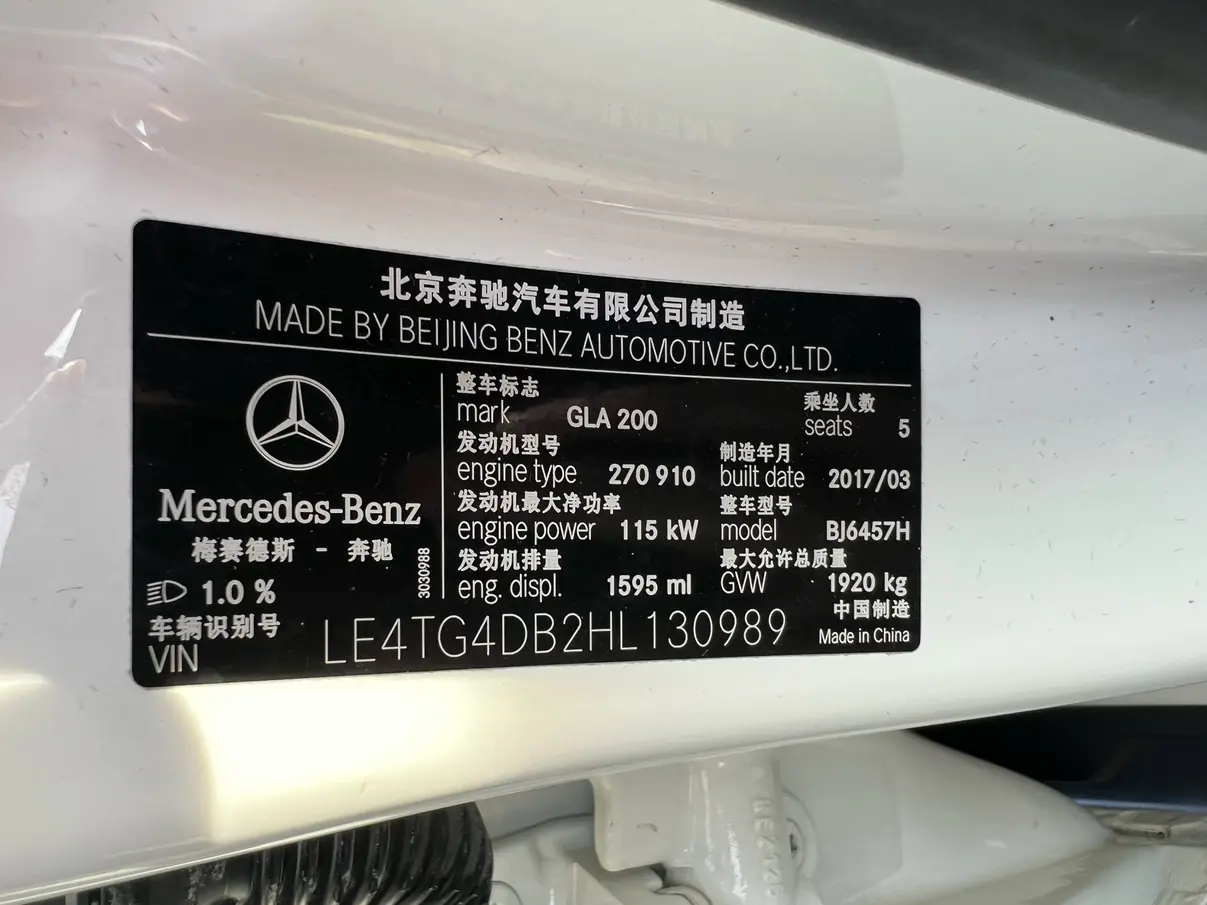 北京奔驰汽车有限公司制造
MADE BY BEIJING BENZ AUTOMOTIVE CO.,LTD.
Mercedes-Benz
梅赛德斯 - 奔驰
1.0 %
3030988
整车标志
mark GLA 200
乘坐人数
seats 5
发动机型号
engine type 270 910
制造年月
built date 2017/03
发动机最大净功率
engine power 115 kW
整车型号
model BJ6457H
发动机排量
eng. displ. 1595 ml
最大允许总质量
GVW 1920 kg
中国制造
Made in China
车辆识别号
VIN LE4TG4DB2HL130989